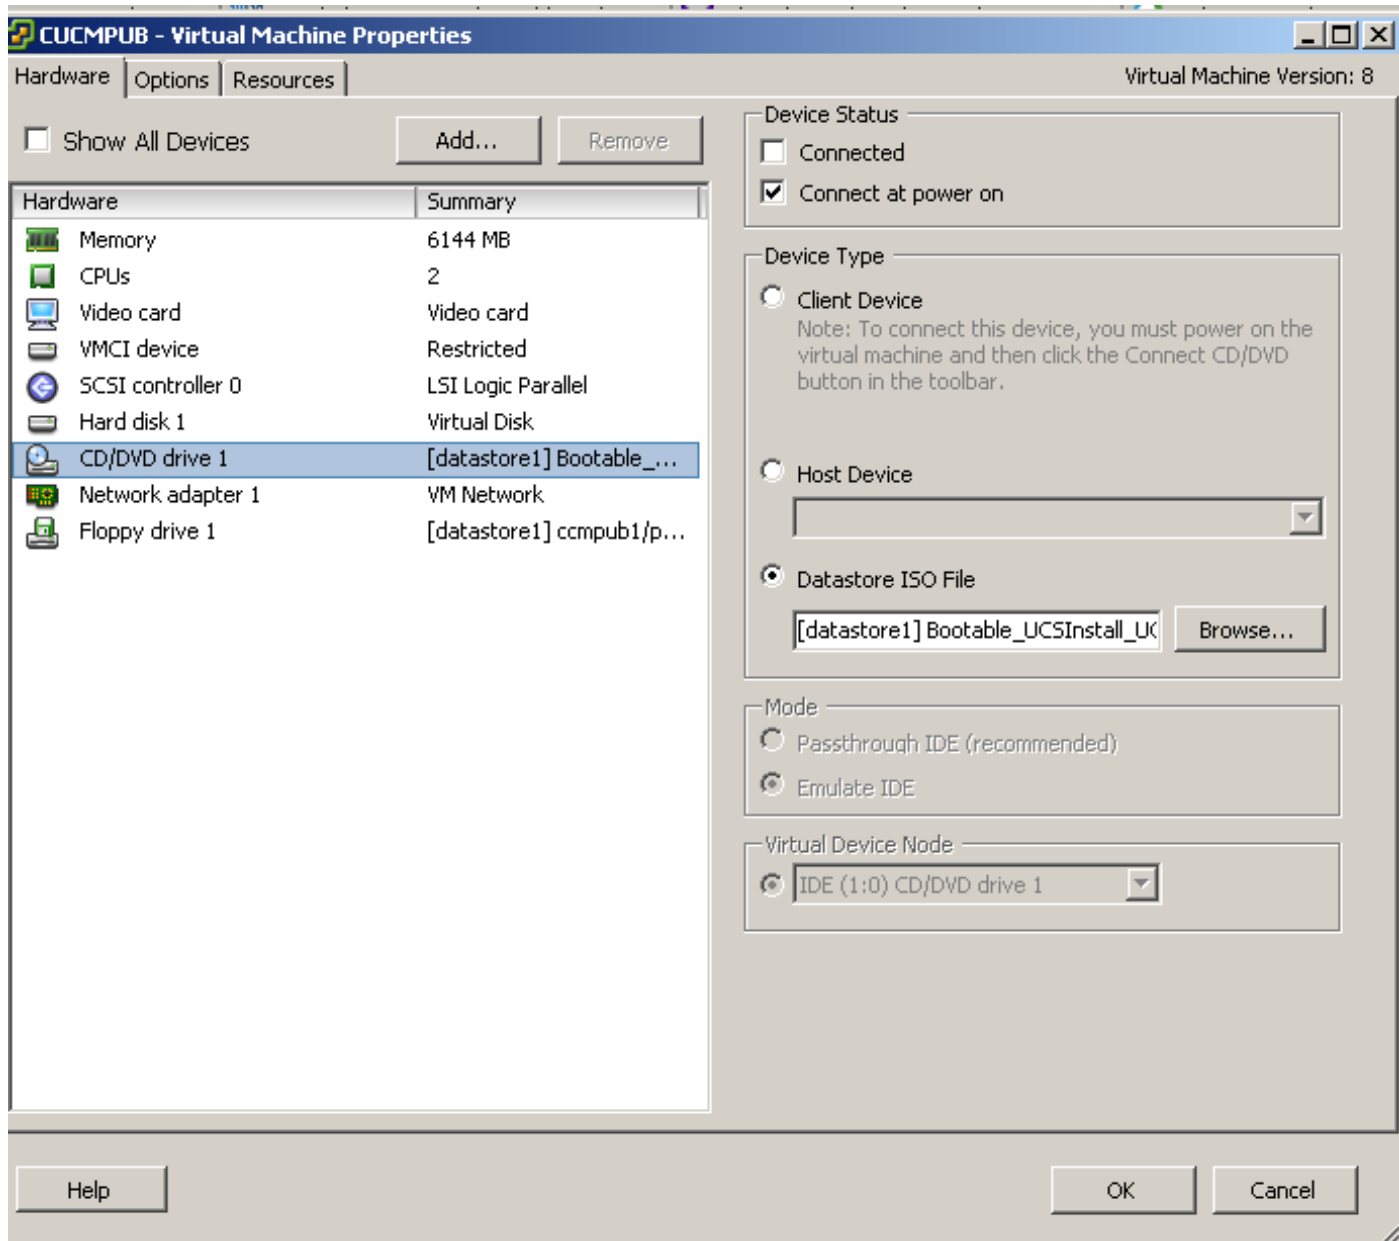 CUCMPUB - Virtual Machine Properties
Hardware Options Resources
Virtual Machine Version: 8
Show All Devices
Add...
Remove
Hardware Summary
Memory 6144 MB
CPUs 2
Video card Video card
VMCI device Restricted
SCSI controller 0 LSI Logic Parallel
Hard disk 1 Virtual Disk
CD/DVD drive 1 [datastore1] Bootable_...
Network adapter 1 VM Network
Floppy drive 1 [datastore1] ccmpub1/p...
Device Status
Connected
Connect at power on
Device Type
Client Device
Note: To connect this device, you must power on the
virtual machine and then click the Connect CD/DVD
button in the toolbar.
Host Device
Datastore ISO File
[datastore1] Bootable_UCSInstall_UC
Browse...
Mode
Passthrough IDE (recommended)
Emulate IDE
Virtual Device Node
IDE (1:0) CD/DVD drive 1
Help
OK
Cancel